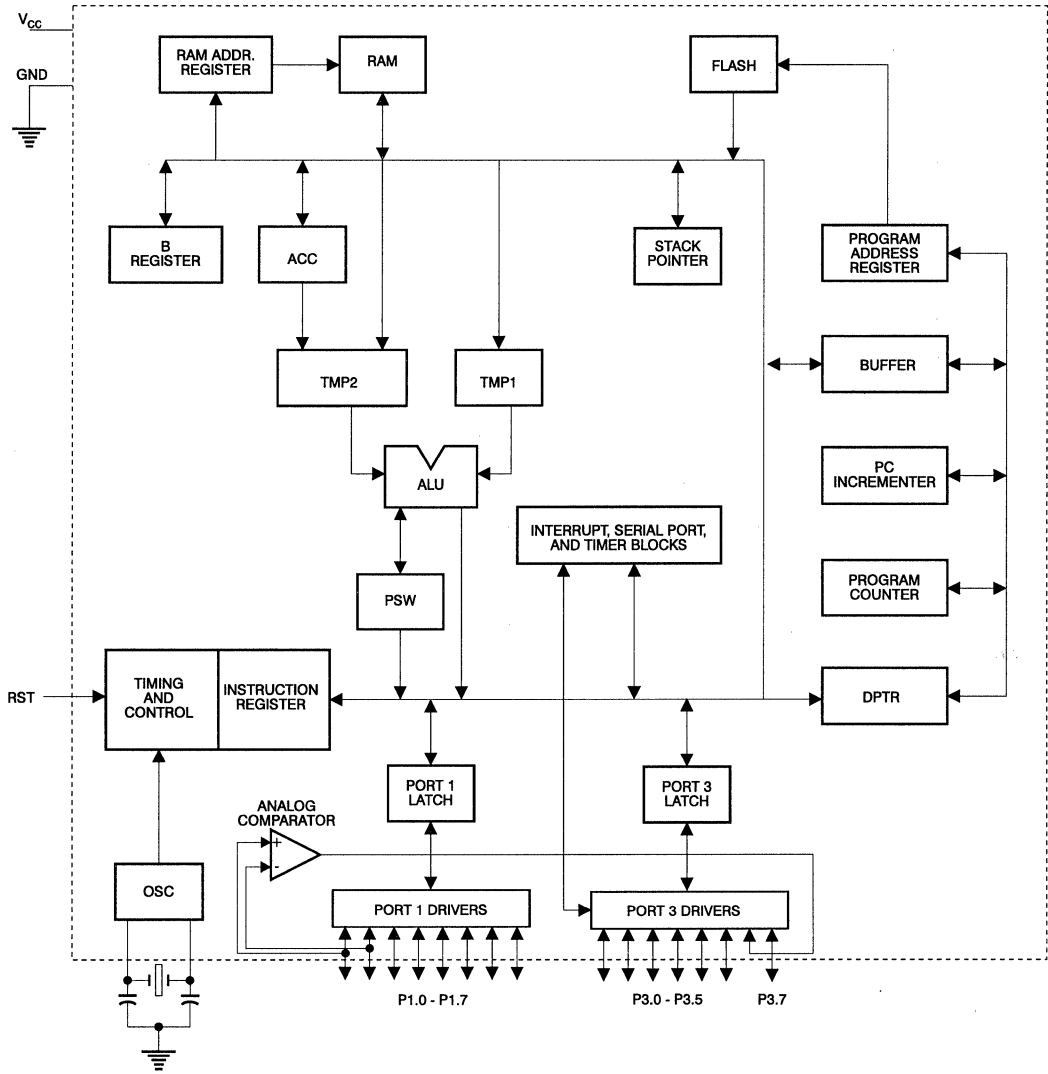 VCC
GND
RAM ADDR.
REGISTER
RAM
FLASH
B
REGISTER
ACC
STACK
POINTER
PROGRAM
ADDRESS
REGISTER
TMP2
TMP1
BUFFER
ALU
PC
INCREMENTER
INTERRUPT, SERIAL PORT,
AND TIMER BLOCKS
PSW
PROGRAM
COUNTER
RST
TIMING
AND
CONTROL
INSTRUCTION
REGISTER
DPTR
PORT 1
LATCH
PORT 3
LATCH
ANALOG
COMPARATOR
+
-
OSC
PORT 1 DRIVERS
PORT 3 DRIVERS
P1.0 - P1.7
P3.0 - P3.5
P3.7